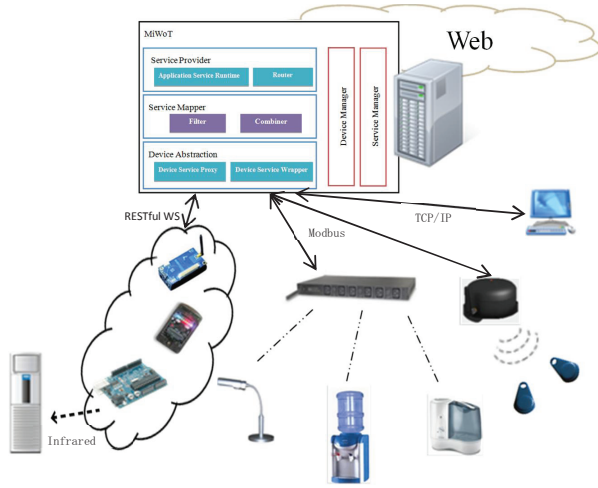 MiWoT
Web
Service Provider
Application Service Runtime
Router
Service Mapper
Filter
Combiner
Device Abstraction
Device Service Proxy
Device Service Wrapper
Device Manager
Service Manager
RESTful WS
Modbus
TCP/IP
Infrared